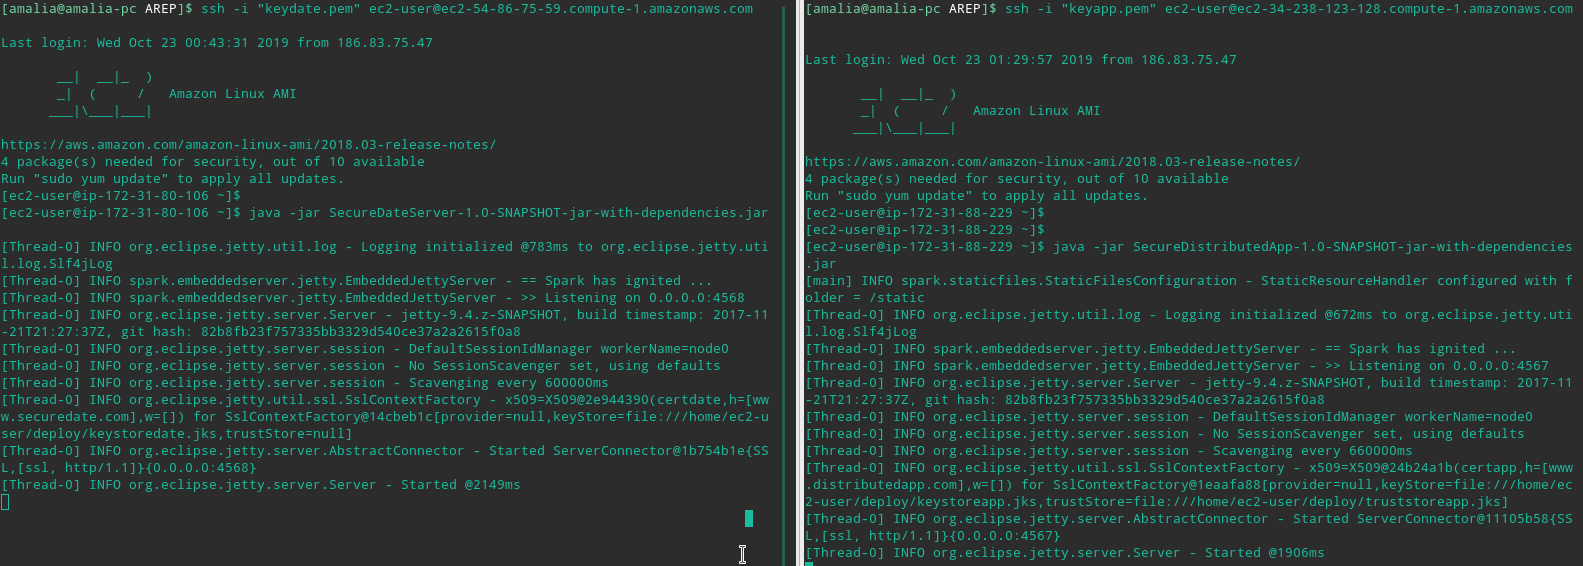 [amalia@amalia-pc AREP]$ ssh -i "keydate.pem" ec2-user@ec2-54-86-75-59.compute-1.amazonaws.com
Last login: Wed Oct 23 00:43:31 2019 from 186.83.75.47
       __|  __|_  )
       _|  (     /   Amazon Linux AMI
      ___|\___|___|
https://aws.amazon.com/amazon-linux-ami/2018.03-release-notes/
4 package(s) needed for security, out of 10 available
Run "sudo yum update" to apply all updates.
[ec2-user@ip-172-31-80-106 ~]$
[ec2-user@ip-172-31-80-106 ~]$ java -jar SecureDateServer-1.0-SNAPSHOT-jar-with-dependencies.jar
[Thread-0] INFO org.eclipse.jetty.util.log - Logging initialized @783ms to org.eclipse.jetty.uti
l.log.Slf4jLog
[Thread-0] INFO spark.embeddedserver.jetty.EmbeddedJettyServer - == Spark has ignited ...
[Thread-0] INFO spark.embeddedserver.jetty.EmbeddedJettyServer - >> Listening on 0.0.0.0:4568
[Thread-0] INFO org.eclipse.jetty.server.Server - jetty-9.4.z-SNAPSHOT, build timestamp: 2017-11
-21T21:27:37Z, git hash: 82b8fb23f757335bb3329d540ce37a2a2615f0a8
[Thread-0] INFO org.eclipse.jetty.server.session - DefaultSessionIdManager workerName=node0
[Thread-0] INFO org.eclipse.jetty.server.session - No SessionScavenger set, using defaults
[Thread-0] INFO org.eclipse.jetty.server.session - Scavenging every 600000ms
[Thread-0] INFO org.eclipse.jetty.util.ssl.SslContextFactory - x509=X509@2e944390(certdate,h=[ww
w.securedate.com],w=[]) for SslContextFactory@14cbeb1c[provider=null,keyStore=file:///home/ec2-u
ser/deploy/keystoredate.jks,trustStore=null]
[Thread-0] INFO org.eclipse.jetty.server.AbstractConnector - Started ServerConnector@1b754b1e{SS
L,[ssl, http/1.1]}{0.0.0.0:4568}
[Thread-0] INFO org.eclipse.jetty.server.Server - Started @2149ms
[amalia@amalia-pc AREP]$ ssh -i "keyapp.pem" ec2-user@ec2-34-238-123-128.compute-1.amazonaws.com
Last login: Wed Oct 23 01:29:57 2019 from 186.83.75.47
       __|  __|_  )
       _|  (     /   Amazon Linux AMI
      ___|\___|___|
https://aws.amazon.com/amazon-linux-ami/2018.03-release-notes/
4 package(s) needed for security, out of 10 available
Run "sudo yum update" to apply all updates.
[ec2-user@ip-172-31-88-229 ~]$
[ec2-user@ip-172-31-88-229 ~]$
[ec2-user@ip-172-31-88-229 ~]$ java -jar SecureDistributedApp-1.0-SNAPSHOT-jar-with-dependencies
.jar
[main] INFO spark.staticfiles.StaticFilesConfiguration - StaticResourceHandler configured with f
older = /static
[Thread-0] INFO org.eclipse.jetty.util.log - Logging initialized @672ms to org.eclipse.jetty.uti
l.log.Slf4jLog
[Thread-0] INFO spark.embeddedserver.jetty.EmbeddedJettyServer - == Spark has ignited ...
[Thread-0] INFO spark.embeddedserver.jetty.EmbeddedJettyServer - >> Listening on 0.0.0.0:4567
[Thread-0] INFO org.eclipse.jetty.server.Server - jetty-9.4.z-SNAPSHOT, build timestamp: 2017-11
-21T21:27:37Z, git hash: 82b8fb23f757335bb3329d540ce37a2a2615f0a8
[Thread-0] INFO org.eclipse.jetty.server.session - DefaultSessionIdManager workerName=node0
[Thread-0] INFO org.eclipse.jetty.server.session - No SessionScavenger set, using defaults
[Thread-0] INFO org.eclipse.jetty.server.session - Scavenging every 660000ms
[Thread-0] INFO org.eclipse.jetty.util.ssl.SslContextFactory - x509=X509@24b24a1b(certapp,h=[www
.distributedapp.com],w=[]) for SslContextFactory@1eaafa88[provider=null,keyStore=file:///home/ec
2-user/deploy/keystoreapp.jks,trustStore=file:///home/ec2-user/deploy/truststoreapp.jks]
[Thread-0] INFO org.eclipse.jetty.server.AbstractConnector - Started ServerConnector@11105b58{SS
L,[ssl, http/1.1]}{0.0.0.0:4567}
[Thread-0] INFO org.eclipse.jetty.server.Server - Started @1906ms